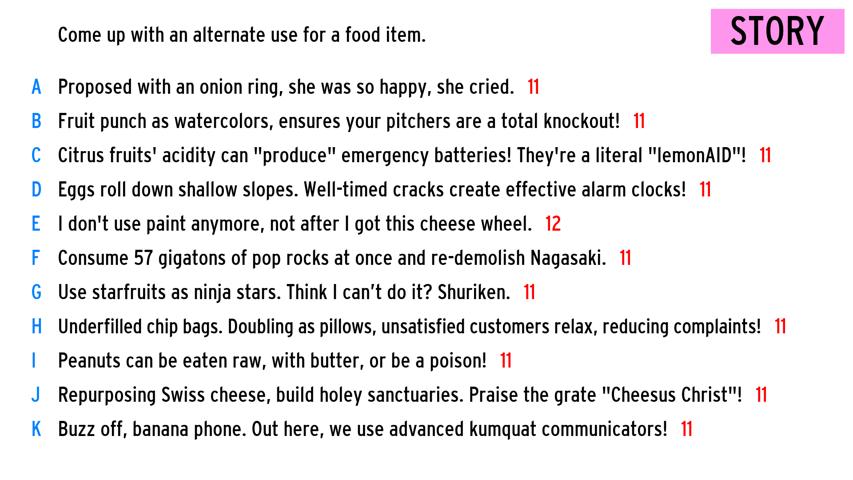 Come up with an alternate use for a food item.
STORY
A Proposed with an onion ring, she was so happy, she cried. 11
B Fruit punch as watercolors, ensures your pitchers are a total knockout! 11
C Citrus fruits' acidity can "produce" emergency batteries! They're a literal "lemonAID"! 11
D Eggs roll down shallow slopes. Well-timed cracks create effective alarm clocks! 11
E I don't use paint anymore, not after I got this cheese wheel. 12
F Consume 57 gigatons of pop rocks at once and re-demolish Nagasaki. 11
G Use starfruits as ninja stars. Think I can’t do it? Shuriken. 11
H Underfilled chip bags. Doubling as pillows, unsatisfied customers relax, reducing complaints! 11
I Peanuts can be eaten raw, with butter, or be a poison! 11
J Repurposing Swiss cheese, build holey sanctuaries. Praise the grate "Cheesus Christ"! 11
K Buzz off, banana phone. Out here, we use advanced kumquat communicators! 11